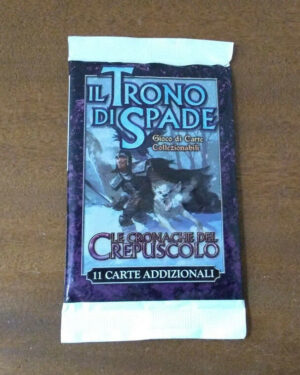 IL TRONO
DI SPADE
Gioco di Carte
Collezionabili
LE CRONACHE DEL
CREPUSCOLO
11 CARTE ADDIZIONALI